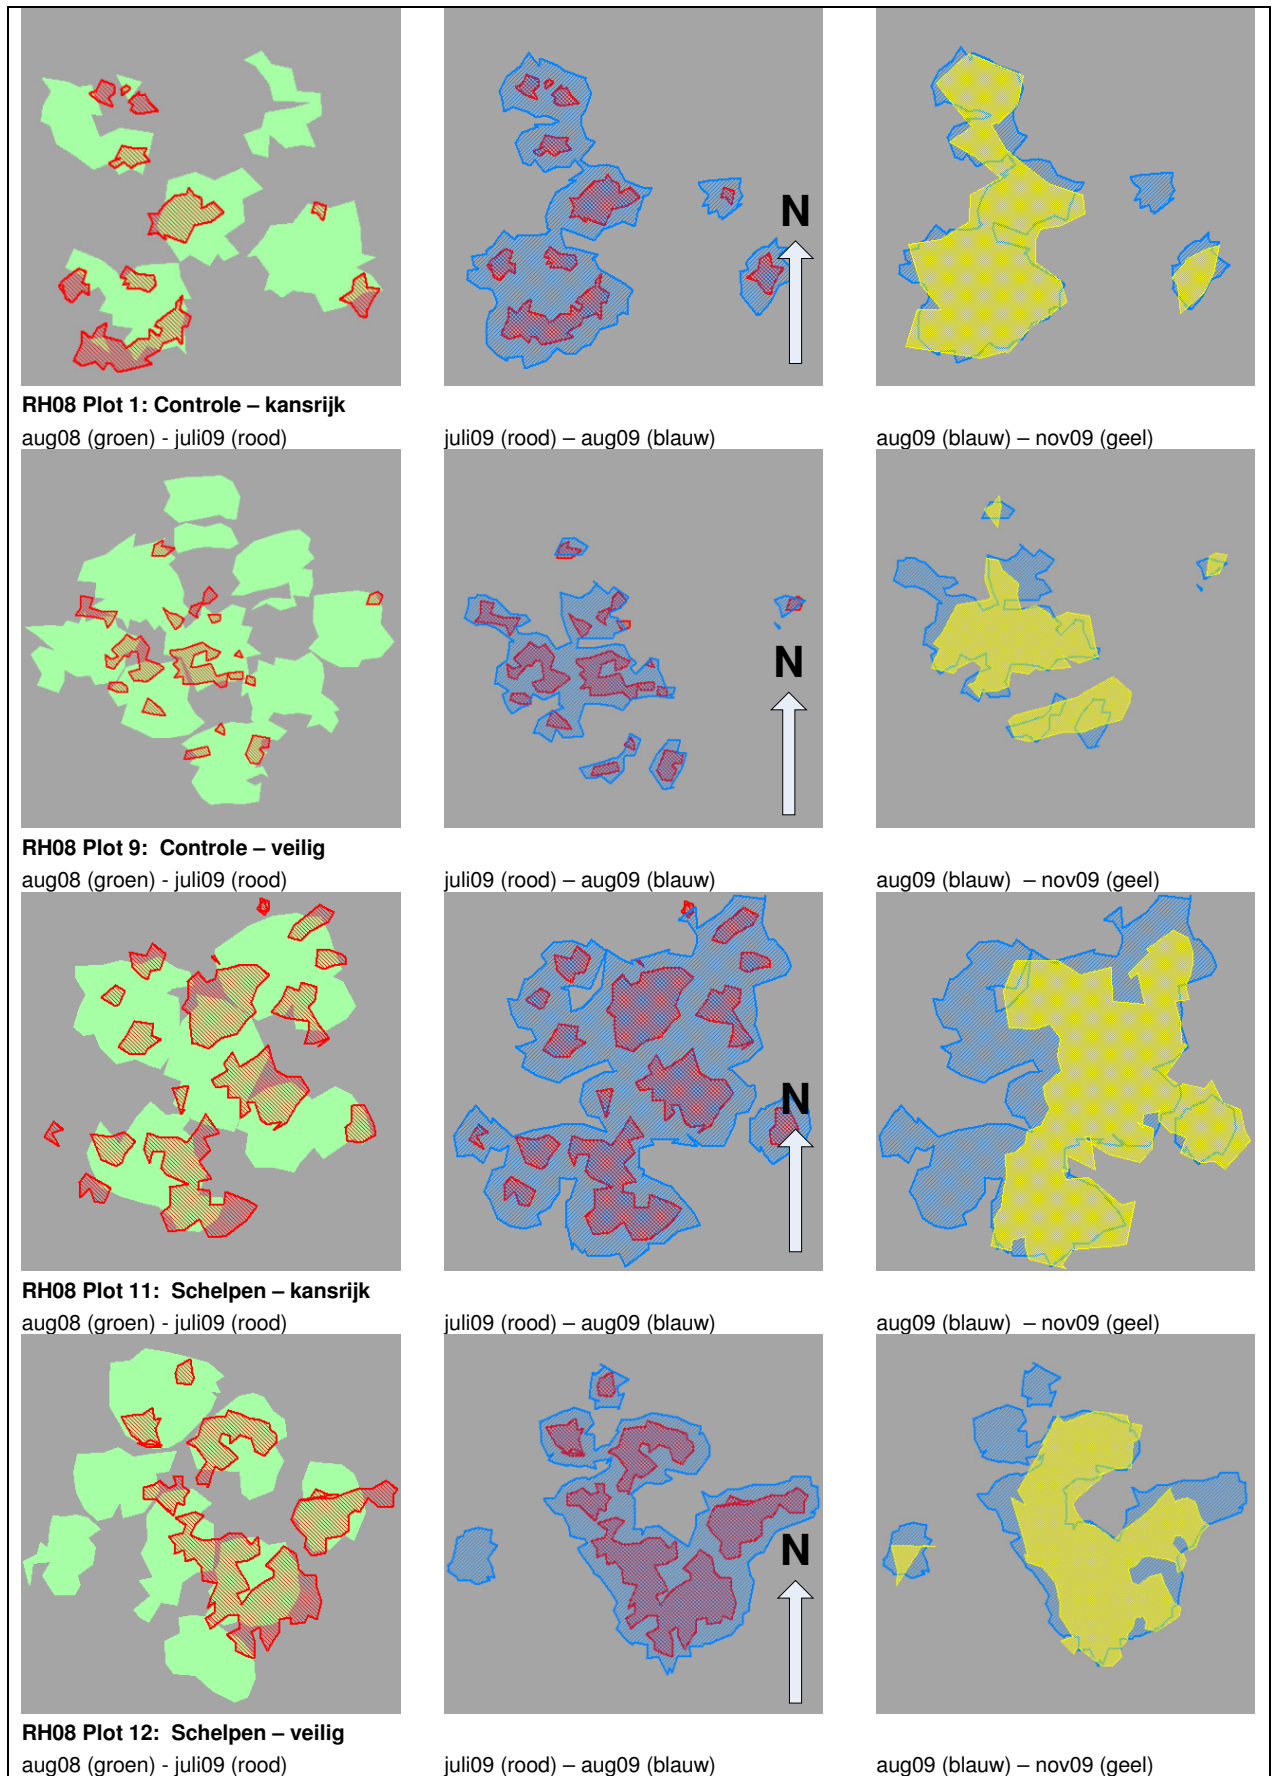 N
RH08 Plot 1: Controle – kansrijk
aug08 (groen) - juli09 (rood) juli09 (rood) – aug09 (blauw) aug09 (blauw) – nov09 (geel)
N
RH08 Plot 9: Controle – veilig
aug08 (groen) - juli09 (rood) juli09 (rood) – aug09 (blauw) aug09 (blauw) – nov09 (geel)
N
RH08 Plot 11: Schelpen – kansrijk
aug08 (groen) - juli09 (rood) juli09 (rood) – aug09 (blauw) aug09 (blauw) – nov09 (geel)
N
RH08 Plot 12: Schelpen – veilig
aug08 (groen) - juli09 (rood) juli09 (rood) – aug09 (blauw) aug09 (blauw) – nov09 (geel)